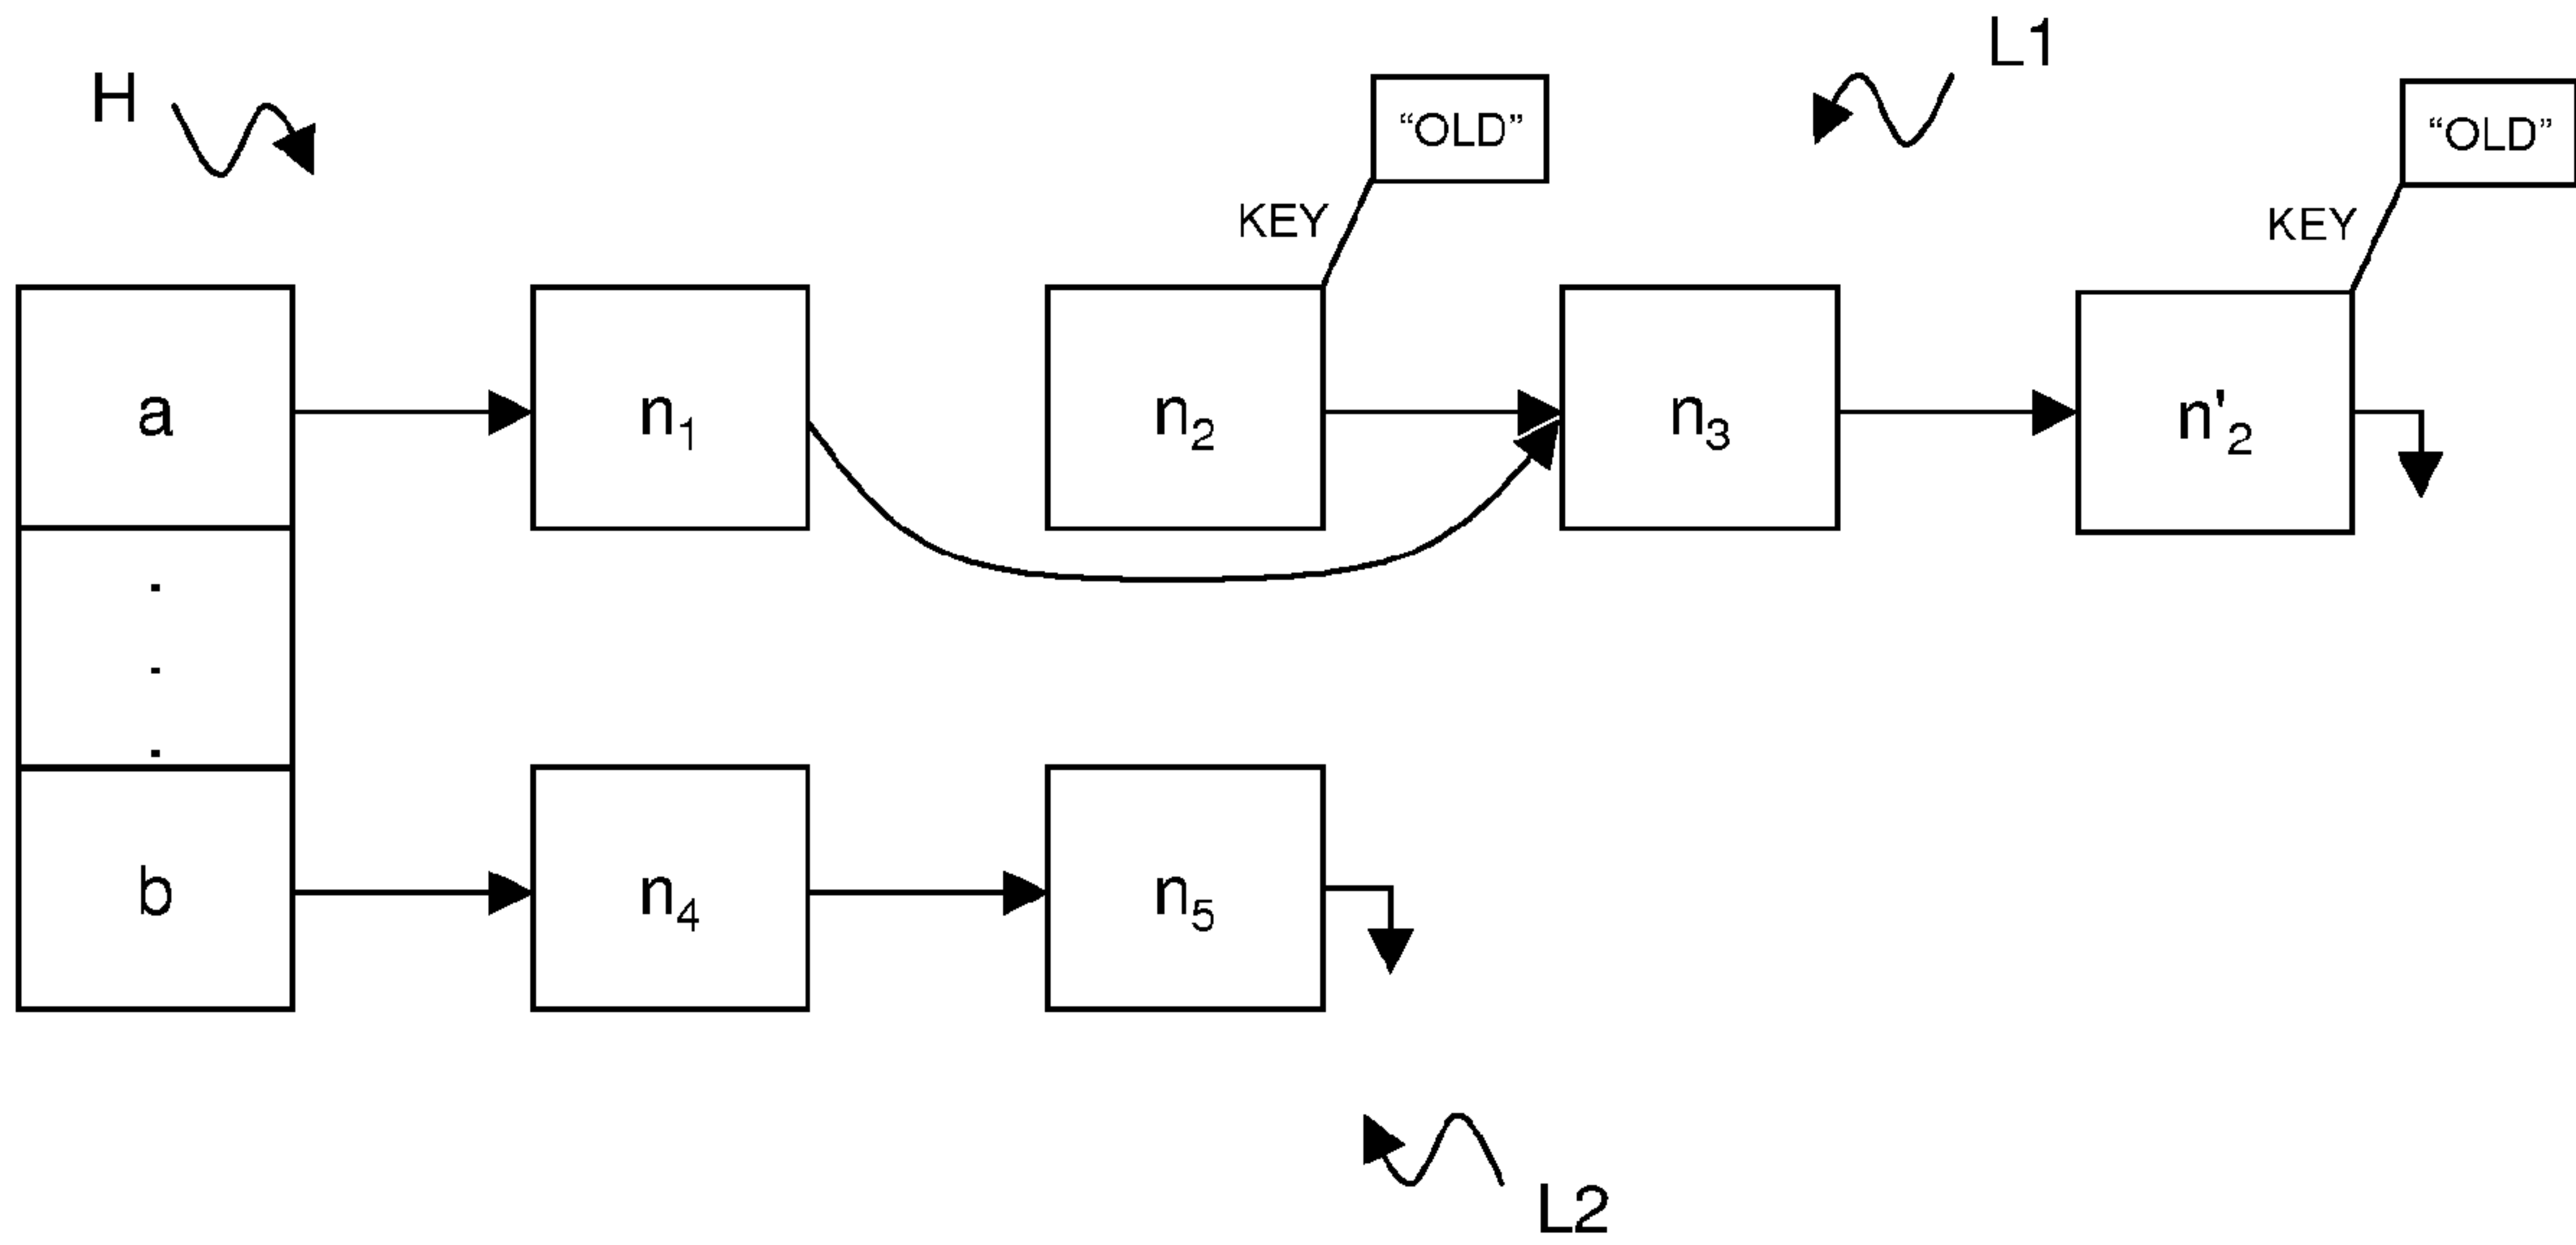 H
L1
“OLD”
“OLD”
KEY
KEY
a
n1
n2
n3
n'2
.
.
.
b
n4
n5
L2